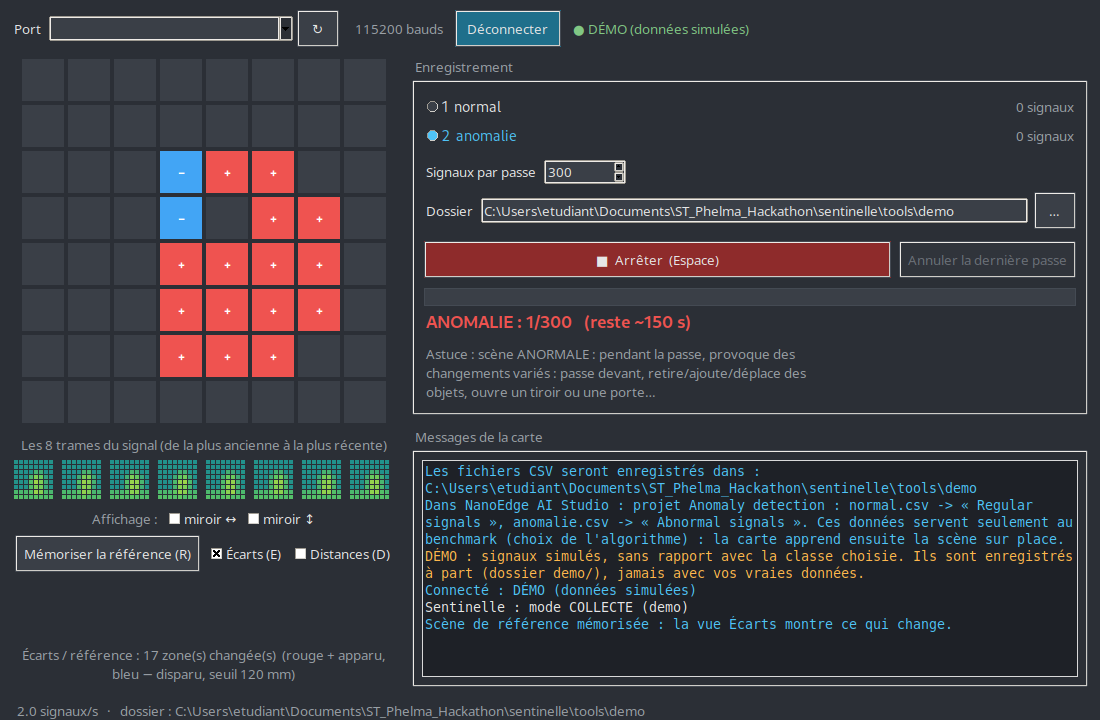 Port
↻
115200 bauds
Déconnecter
● DÉMO (données simulées)
− + +
− + +
+ + + +
+ + + +
+ + +
Les 8 trames du signal (de la plus ancienne à la plus récente)
Affichage :
miroir ↔
miroir ↕
Mémoriser la référence (R)
Écarts (E)
Distances (D)
Écarts / référence : 17 zone(s) changée(s) (rouge + apparu,
bleu − disparu, seuil 120 mm)
Enregistrement
1 normal
0 signaux
2 anomalie
0 signaux
Signaux par passe
300
Dossier
C:\Users\etudiant\Documents\ST_Phelma_Hackathon\sentinelle\tools\demo
...
■ Arrêter (Espace)
Annuler la dernière passe
ANOMALIE : 1/300 (reste ~150 s)
Astuce : scène ANORMALE : pendant la passe, provoque des
changements variés : passe devant, retire/ajoute/déplace des
objets, ouvre un tiroir ou une porte…
Messages de la carte
Les fichiers CSV seront enregistrés dans :
C:\Users\etudiant\Documents\ST_Phelma_Hackathon\sentinelle\tools\demo
Dans NanoEdge AI Studio : projet Anomaly detection : normal.csv -> « Regular
signals », anomalie.csv -> « Abnormal signals ». Ces données servent seulement au
benchmark (choix de l'algorithme) : la carte apprend ensuite la scène sur place.
DÉMO : signaux simulés, sans rapport avec la classe choisie. Ils sont enregistrés
à part (dossier demo/), jamais avec vos vraies données.
Connecté : DÉMO (données simulées)
Sentinelle : mode COLLECTE (demo)
Scène de référence mémorisée : la vue Écarts montre ce qui change.
2.0 signaux/s · dossier : C:\Users\etudiant\Documents\ST_Phelma_Hackathon\sentinelle\tools\demo